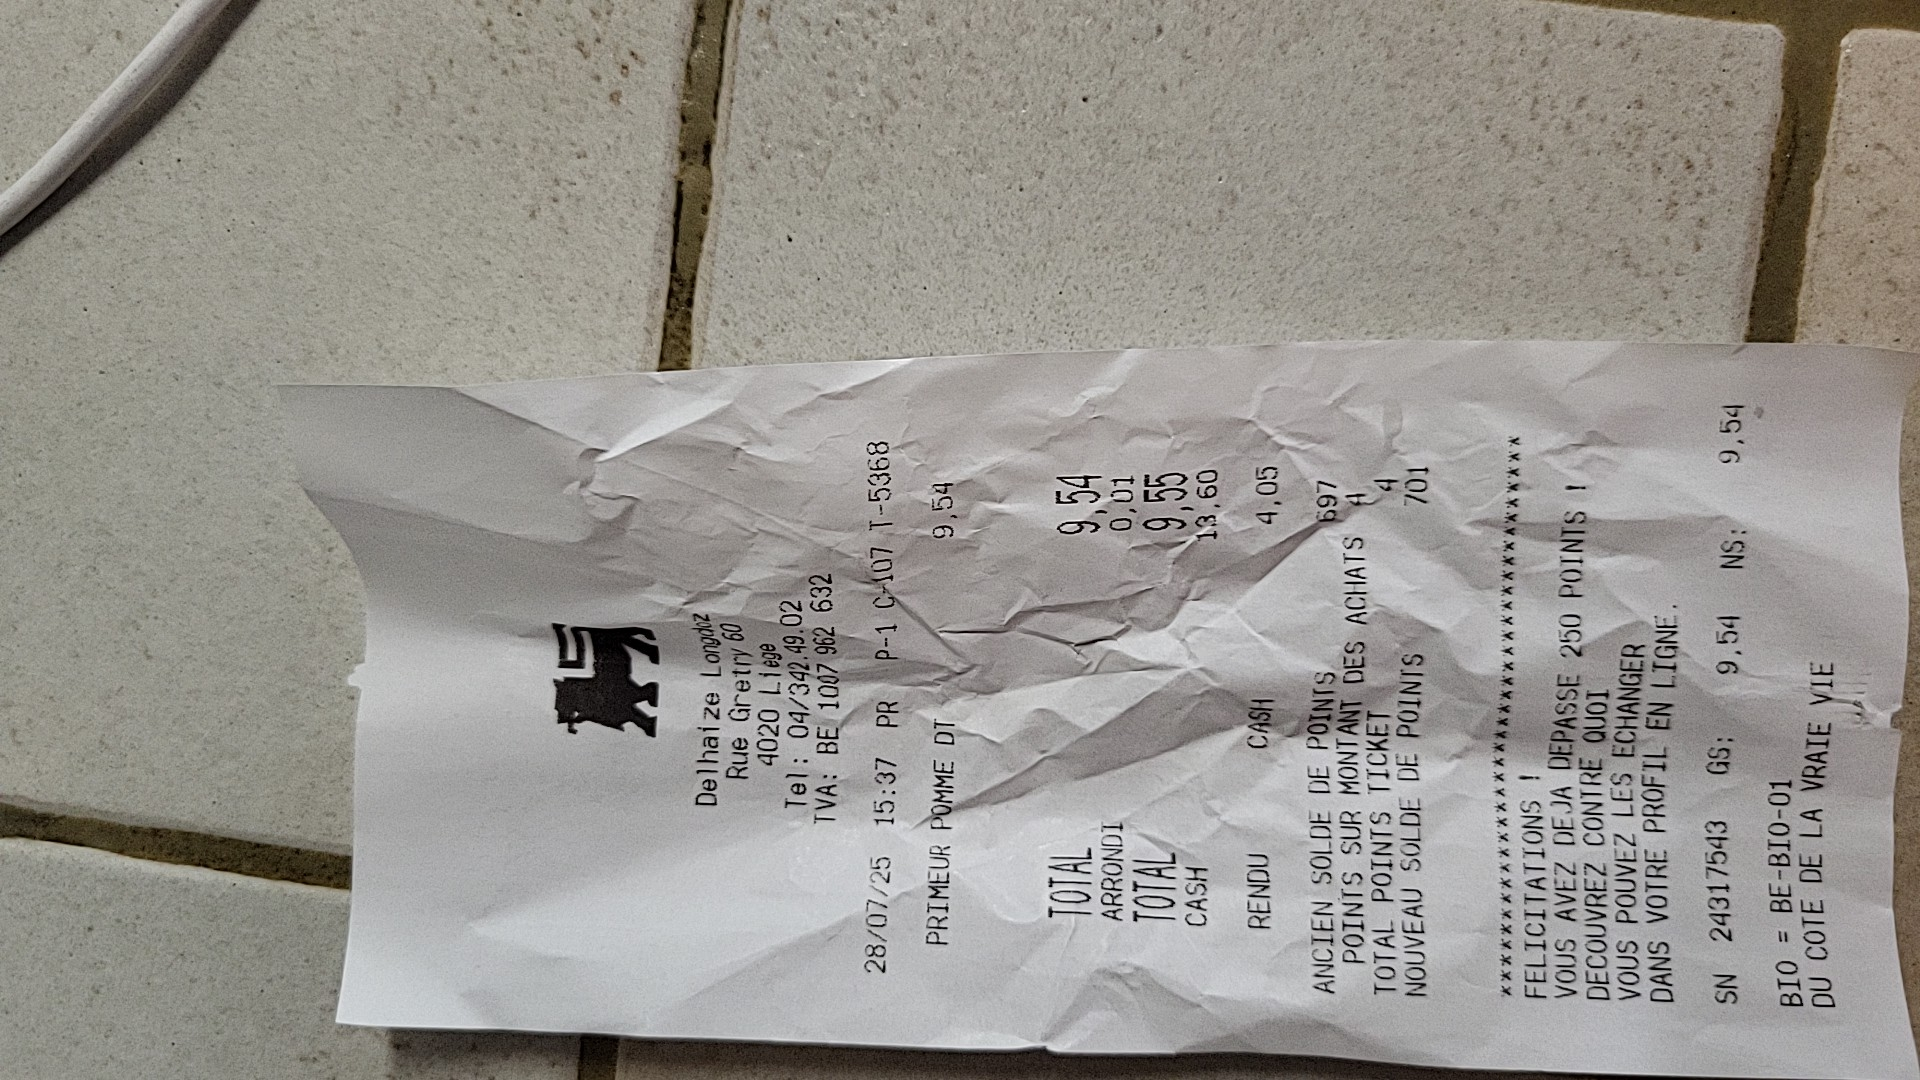 Delhaize Longdoz
Rue Gretry 60
4020 Liege
Tel: 04/342.49.02
TVA: BE 1007 962 632
28/07/25 15:37 PR P-1 C-107 T-5368
PRIMEUR POMME DT 9,54
TOTAL 9,54
ARRONDI 0,01
TOTAL 9,55
CASH 13,60
RENDU CASH 4,05
ANCIEN SOLDE DE POINTS 697
POINTS SUR MONTANT DES ACHATS 4
TOTAL POINTS TICKET 4
NOUVEAU SOLDE DE POINTS 701
****************************************
FELICITATIONS !
VOUS AVEZ DEJA DEPASSE 250 POINTS !
DECOUVREZ CONTRE QUOI
VOUS POUVEZ LES ECHANGER
DANS VOTRE PROFIL EN LIGNE.
SN 24317543 GS: 9,54 NS: 9,54
BIO = BE-BIO-01
DU COTE DE LA VRAIE VIE